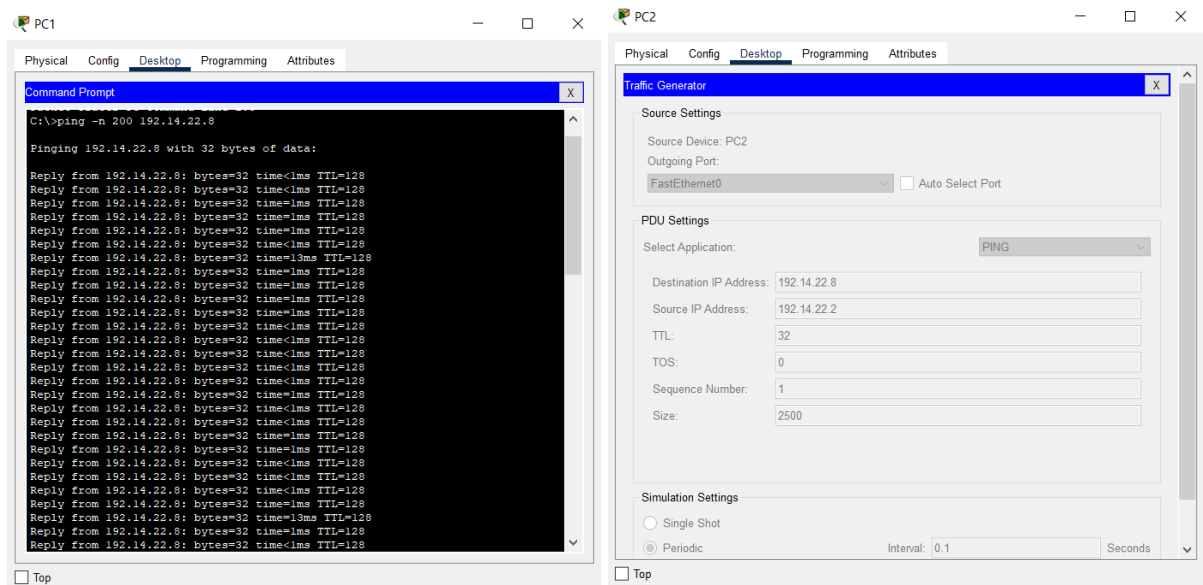 PC1
Physical Config Desktop Programming Attributes
Command Prompt X
C:\>ping -n 200 192.14.22.8
Pinging 192.14.22.8 with 32 bytes of data:
Reply from 192.14.22.8: bytes=32 time<1ms TTL=128
Reply from 192.14.22.8: bytes=32 time<1ms TTL=128
Reply from 192.14.22.8: bytes=32 time<1ms TTL=128
Reply from 192.14.22.8: bytes=32 time=1ms TTL=128
Reply from 192.14.22.8: bytes=32 time<1ms TTL=128
Reply from 192.14.22.8: bytes=32 time<1ms TTL=128
Reply from 192.14.22.8: bytes=32 time=13ms TTL=128
Reply from 192.14.22.8: bytes=32 time=1ms TTL=128
Reply from 192.14.22.8: bytes=32 time<1ms TTL=128
Reply from 192.14.22.8: bytes=32 time=1ms TTL=128
Reply from 192.14.22.8: bytes=32 time=1ms TTL=128
Reply from 192.14.22.8: bytes=32 time<1ms TTL=128
Reply from 192.14.22.8: bytes=32 time=1ms TTL=128
Reply from 192.14.22.8: bytes=32 time<1ms TTL=128
Reply from 192.14.22.8: bytes=32 time<1ms TTL=128
Reply from 192.14.22.8: bytes=32 time<1ms TTL=128
Reply from 192.14.22.8: bytes=32 time=1ms TTL=128
Reply from 192.14.22.8: bytes=32 time<1ms TTL=128
Reply from 192.14.22.8: bytes=32 time<1ms TTL=128
Reply from 192.14.22.8: bytes=32 time=1ms TTL=128
Reply from 192.14.22.8: bytes=32 time=1ms TTL=128
Reply from 192.14.22.8: bytes=32 time<1ms TTL=128
Reply from 192.14.22.8: bytes=32 time<1ms TTL=128
Reply from 192.14.22.8: bytes=32 time<1ms TTL=128
Reply from 192.14.22.8: bytes=32 time=1ms TTL=128
Reply from 192.14.22.8: bytes=32 time=13ms TTL=128
Reply from 192.14.22.8: bytes=32 time<1ms TTL=128
Reply from 192.14.22.8: bytes=32 time<1ms TTL=128
Top
PC2
Physical Config Desktop Programming Attributes
Traffic Generator X
Source Settings
Source Device: PC2
Outgoing Port:
FastEthernet0 Auto Select Port
PDU Settings
Select Application: PING
Destination IP Address: 192.14.22.8
Source IP Address: 192.14.22.2
TTL: 32
TOS: 0
Sequence Number: 1
Size: 2500
Simulation Settings
Single Shot
Periodic Interval: 0.1 Seconds
Top